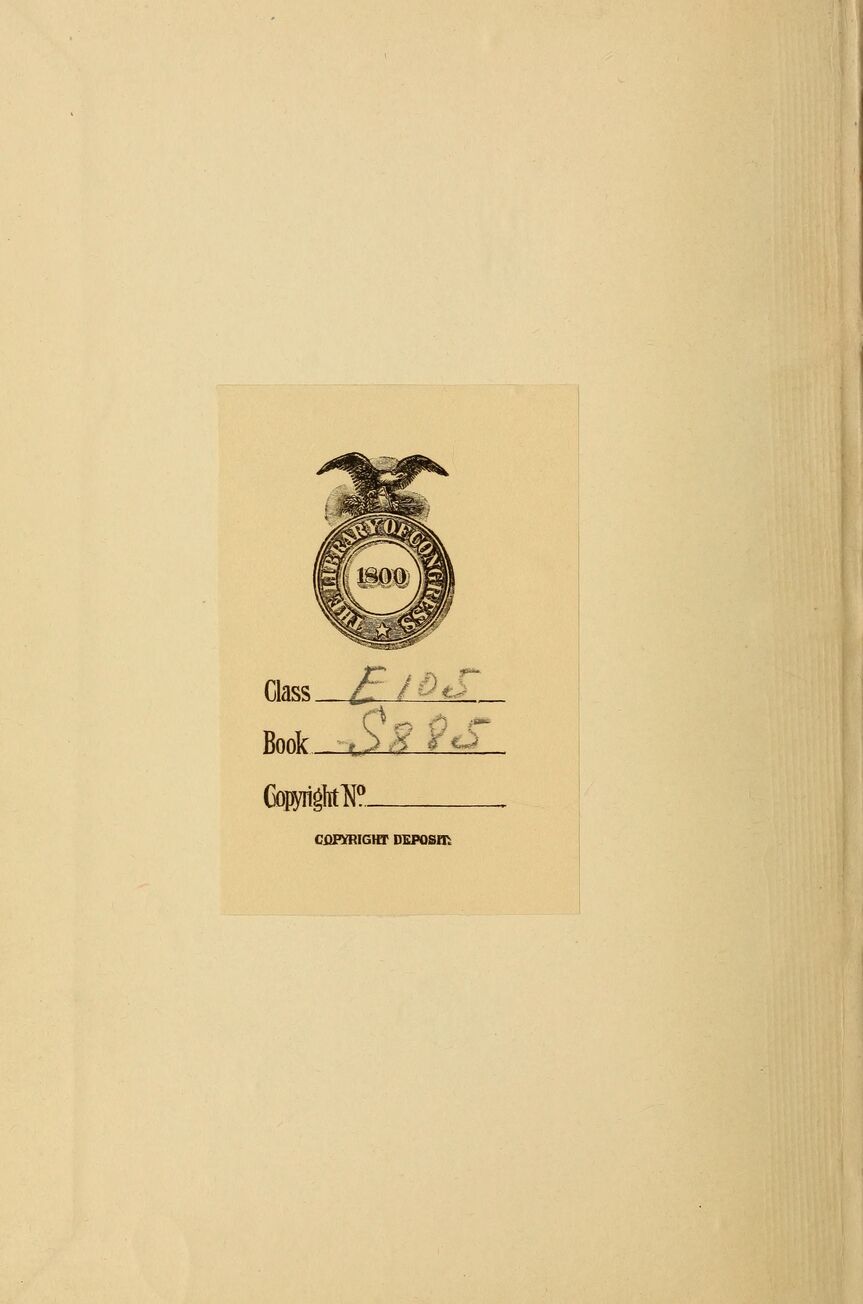 THE LIBRARY OF CONGRESS
1800
Class E105
Book .S885
Copyright Nº.
COPYRIGHT DEPOSIT.